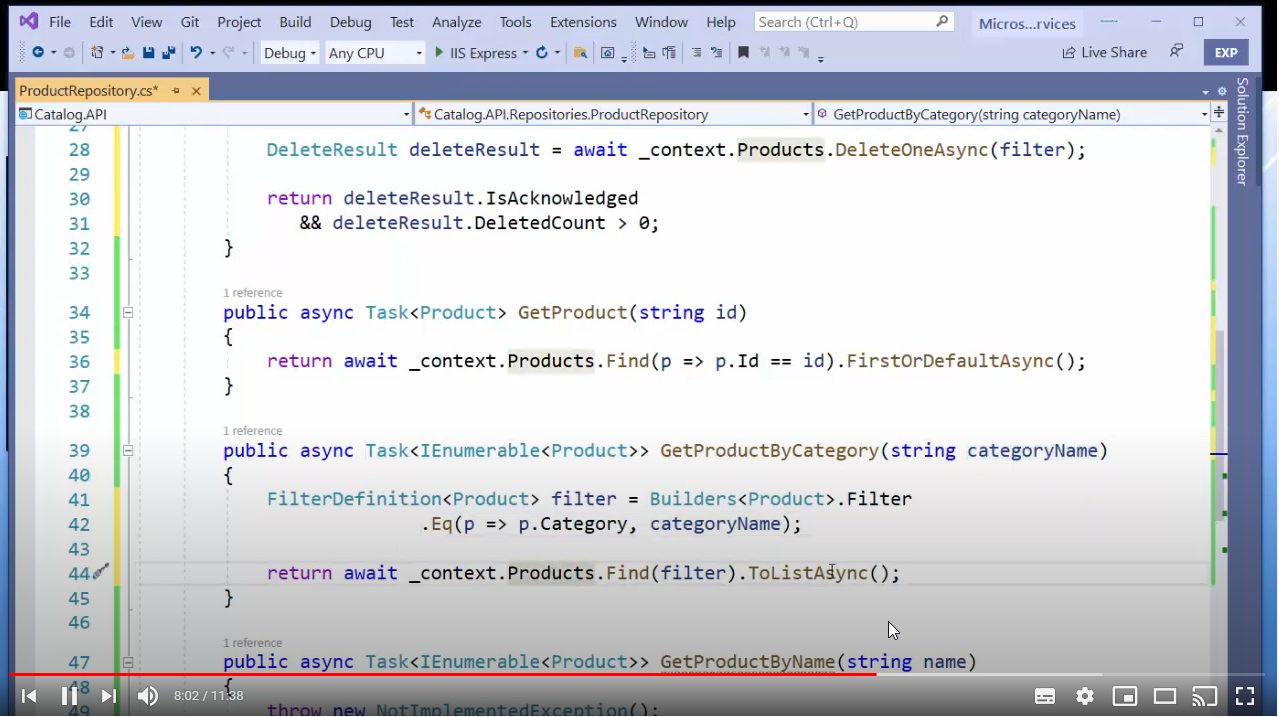 File Edit View Git Project Build Debug Test Analyze Tools Extensions Window Help Search (Ctrl+Q) Micros...rvices
Debug Any CPU IIS Express Live Share EXP
ProductRepository.cs*
Catalog.API Catalog.API.Repositories.ProductRepository GetProductByCategory(string categoryName)
Solution Explorer
27
28 DeleteResult deleteResult = await _context.Products.DeleteOneAsync(filter);
29
30 return deleteResult.IsAcknowledged
31 && deleteResult.DeletedCount > 0;
32 }
33
1 reference
34 public async Task<Product> GetProduct(string id)
35 {
36 return await _context.Products.Find(p => p.Id == id).FirstOrDefaultAsync();
37 }
38
1 reference
39 public async Task<IEnumerable<Product>> GetProductByCategory(string categoryName)
40 {
41 FilterDefinition<Product> filter = Builders<Product>.Filter
42 .Eq(p => p.Category, categoryName);
43
44 return await _context.Products.Find(filter).ToListAsync();
45 }
46
1 reference
47 public async Task<IEnumerable<Product>> GetProductByName(string name)
48 {
49 throw new NotImplementedException();
8:02 / 11:38